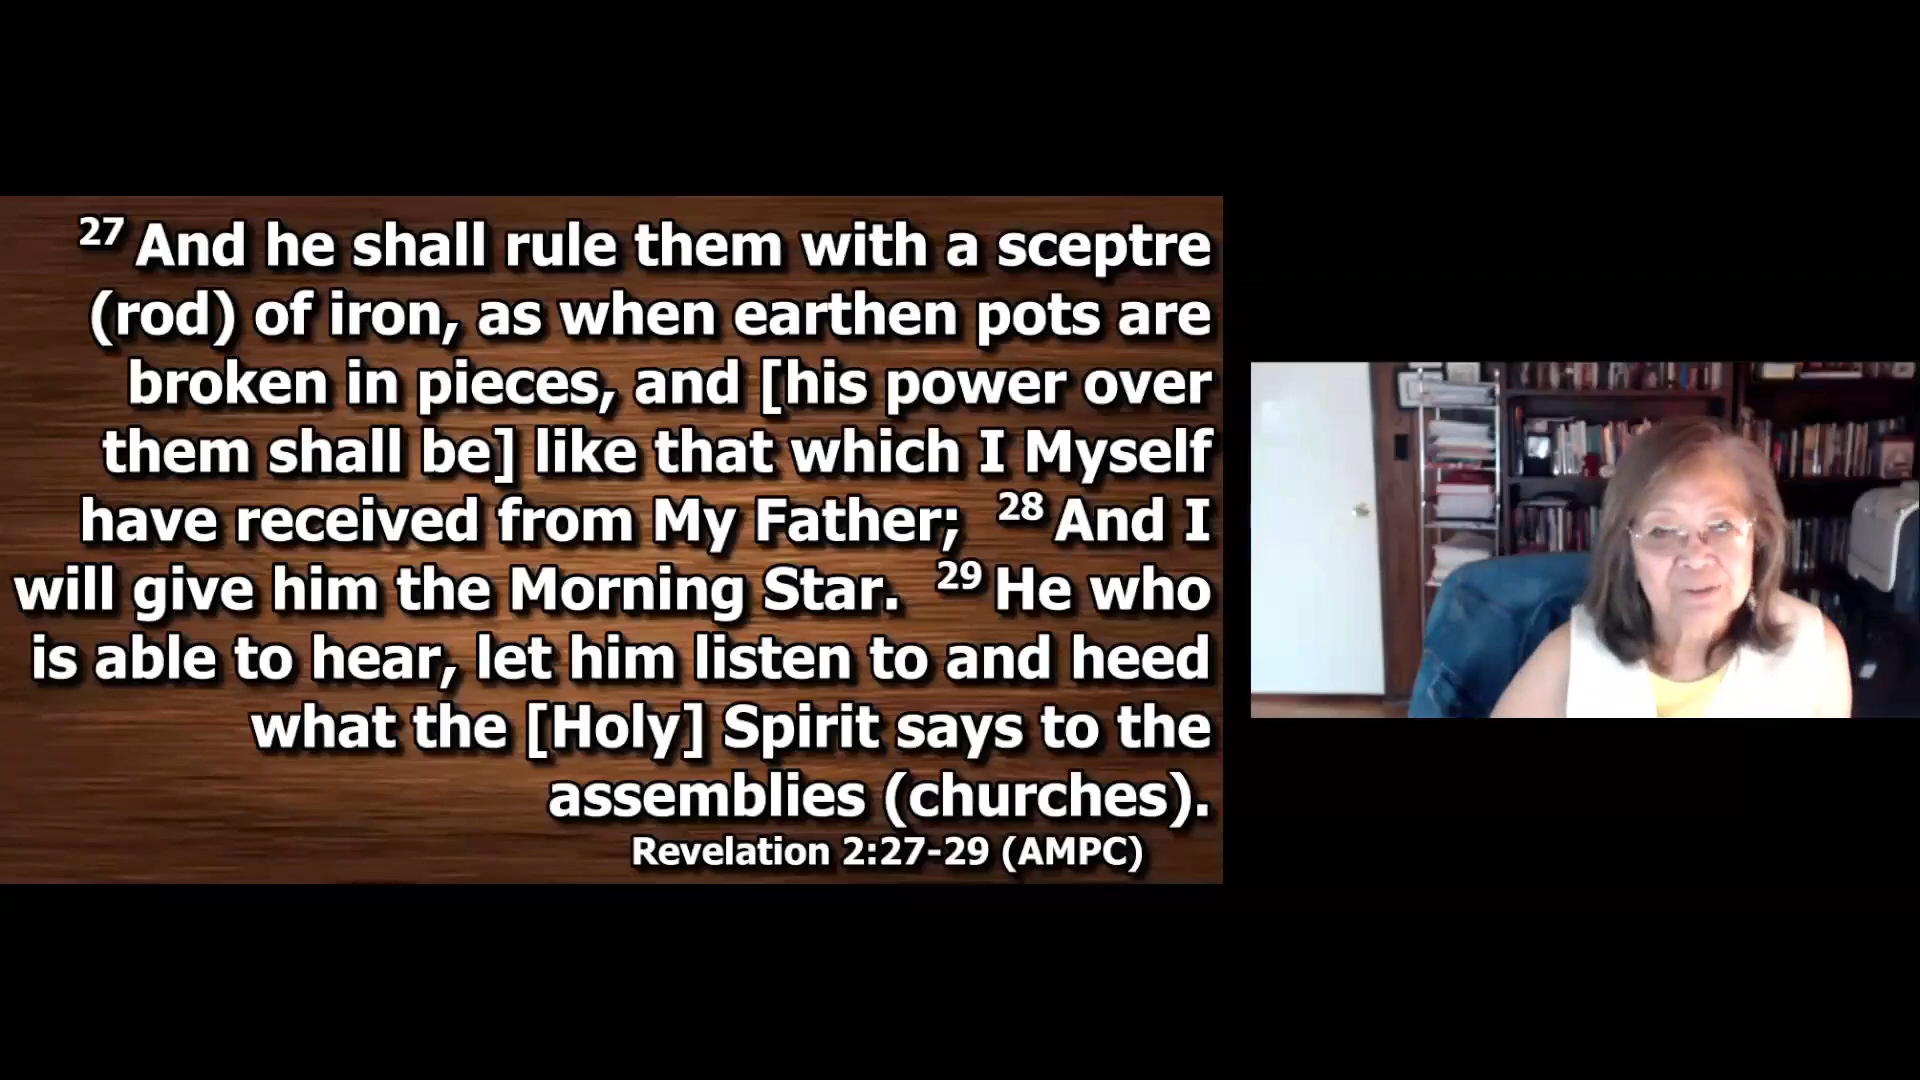 27 And he shall rule them with a sceptre
(rod) of iron, as when earthen pots are
broken in pieces, and [his power over
them shall be] like that which I Myself
have received from My Father; 28 And I
will give him the Morning Star. 29 He who
is able to hear, let him listen to and heed
what the [Holy] Spirit says to the
assemblies (churches).
Revelation 2:27-29 (AMPC)